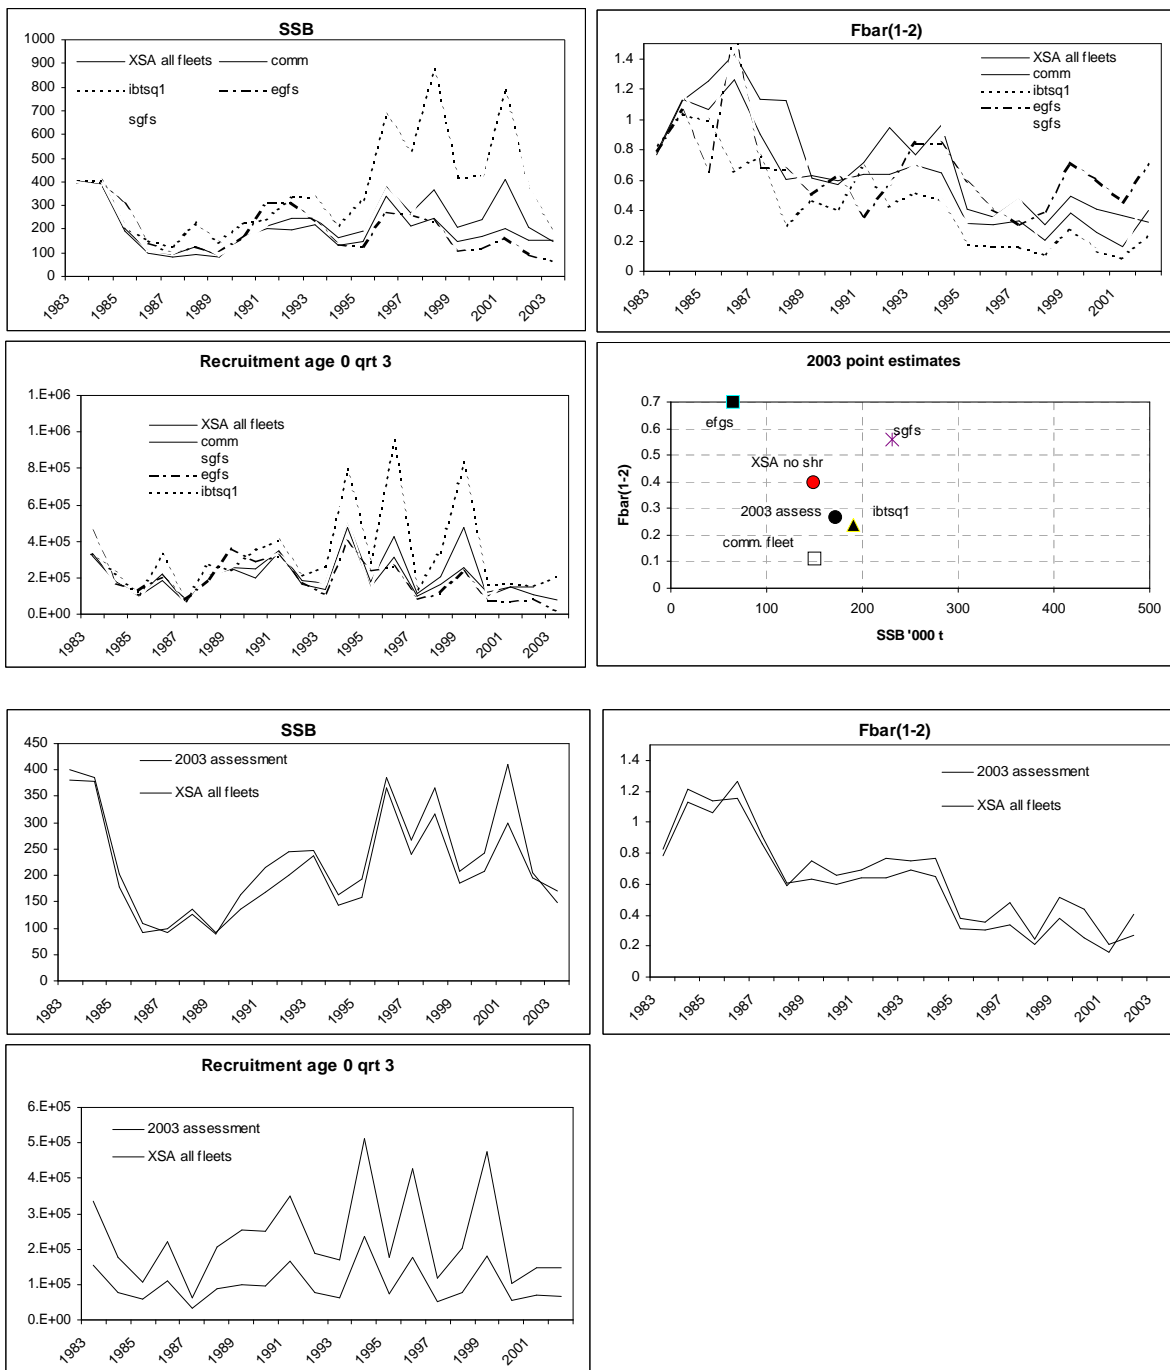 SSB
1000
900
800
700
600
500
400
300
200
100
0
XSA all fleets
comm
ibtsq1
egfs
sgfs
1983
1985
1987
1989
1991
1993
1995
1997
1999
2001
2003
Fbar(1-2)
1.4
1.2
1
0.8
0.6
0.4
0.2
0
XSA all fleets
comm
ibtsq1
egfs
sgfs
1983
1985
1987
1989
1991
1993
1995
1997
1999
2001
Recruitment age 0 qrt 3
1.E+06
1.E+06
8.E+05
6.E+05
4.E+05
2.E+05
0.E+00
XSA all fleets
comm
sgfs
egfs
ibtsq1
1983
1985
1987
1989
1991
1993
1995
1997
1999
2001
2003
2003 point estimates
Fbar(1-2)
0.7
0.6
0.5
0.4
0.3
0.2
0.1
0
efgs
sgfs
XSA no shr
2003 assess
ibtsq1
comm. fleet
0
100
200
300
400
500
SSB '000 t
SSB
450
400
350
300
250
200
150
100
50
0
2003 assessment
XSA all fleets
1983
1985
1987
1989
1991
1993
1995
1997
1999
2001
2003
Fbar(1-2)
1.4
1.2
1
0.8
0.6
0.4
0.2
0
2003 assessment
XSA all fleets
1983
1985
1987
1989
1991
1993
1995
1997
1999
2001
2003
Recruitment age 0 qrt 3
6.E+05
5.E+05
4.E+05
3.E+05
2.E+05
1.E+05
0.E+00
2003 assessment
XSA all fleets
1983
1985
1987
1989
1991
1993
1995
1997
1999
2001